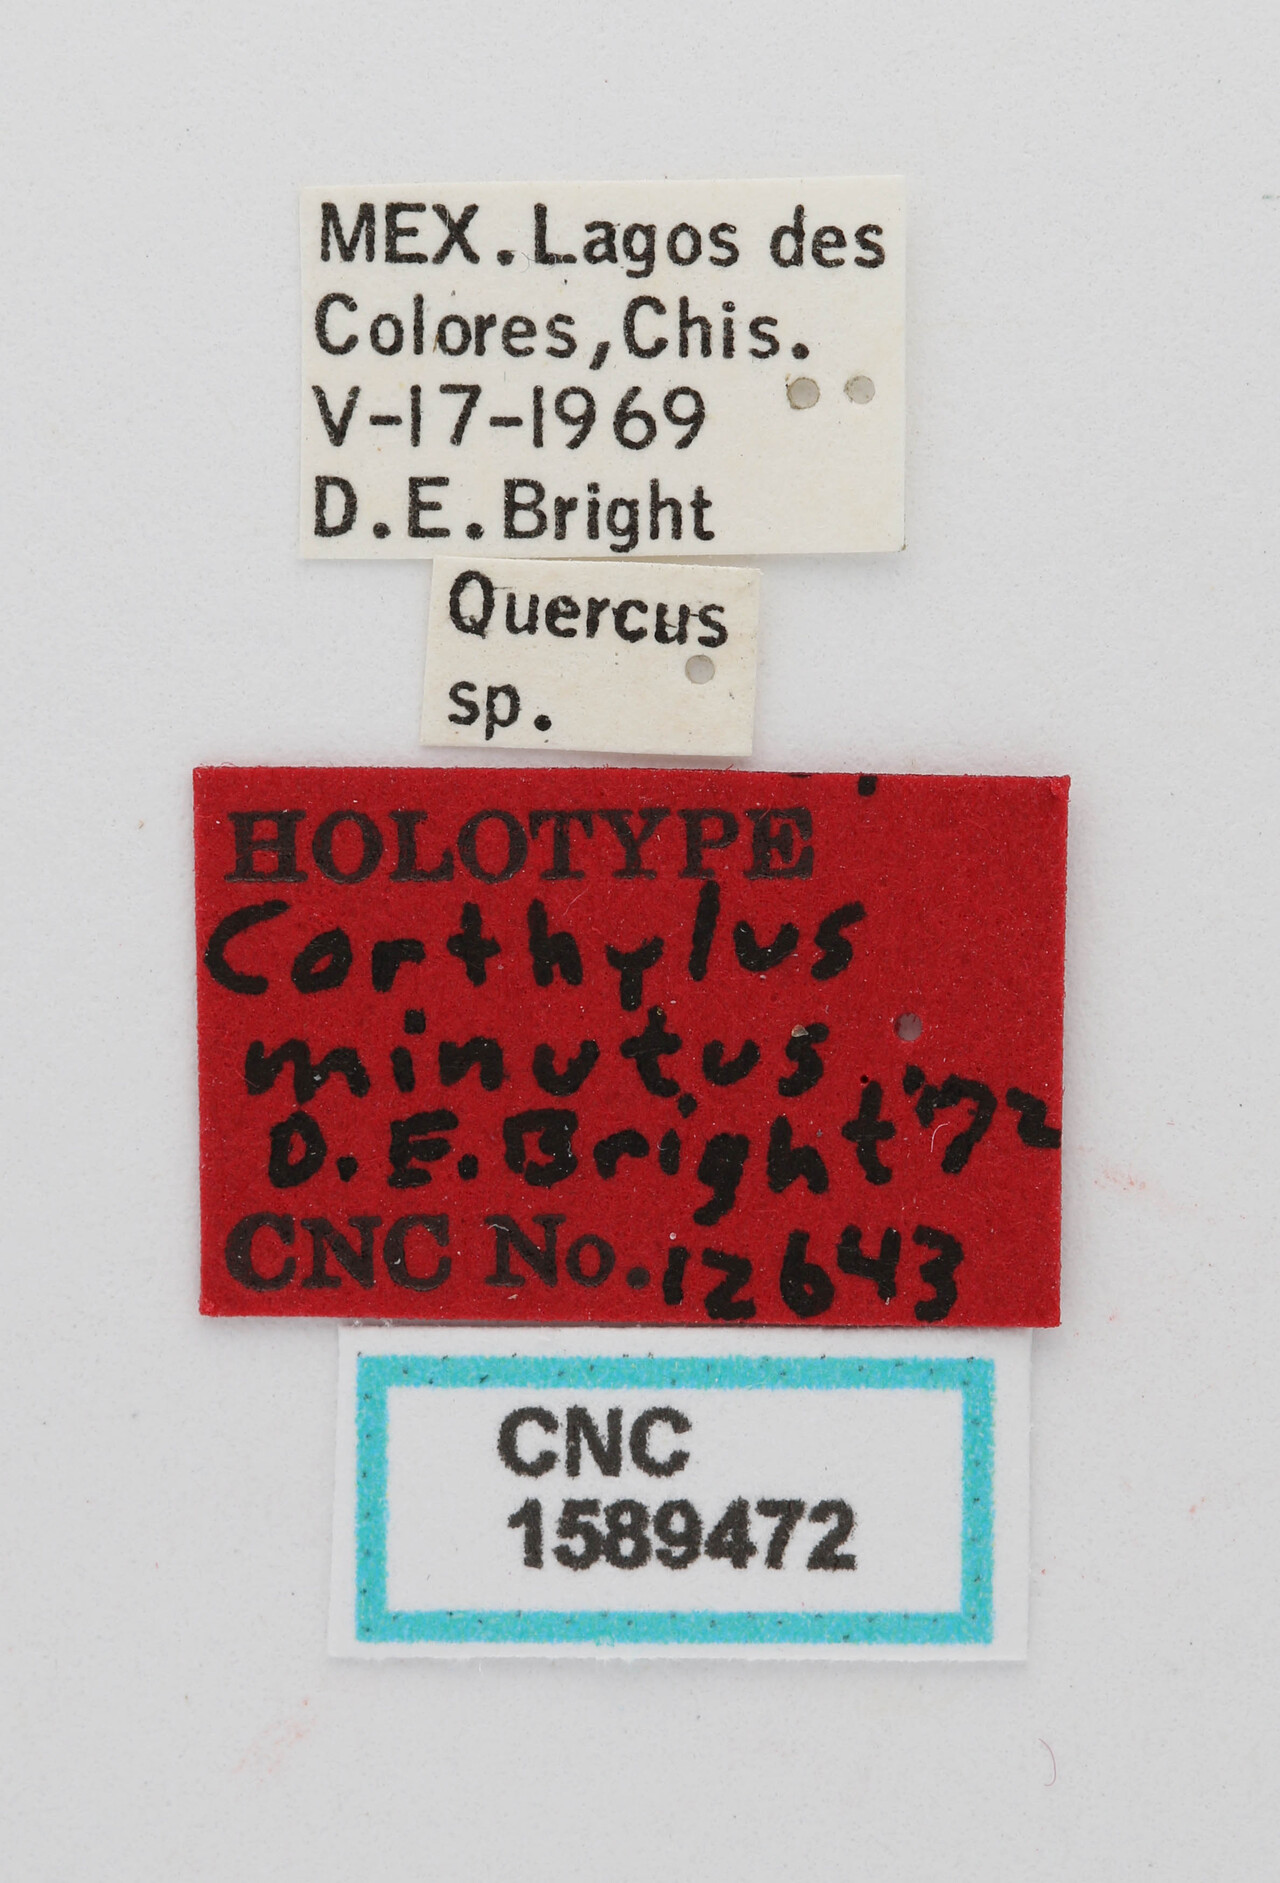 MEX. Lagos des
Colores, Chis.
V-17-1969
D.E. Bright
Quercus
sp.
HOLOTYPE
Corthylus
minutus
D.E. Bright '72
CNC No. 12643
CNC
1589472